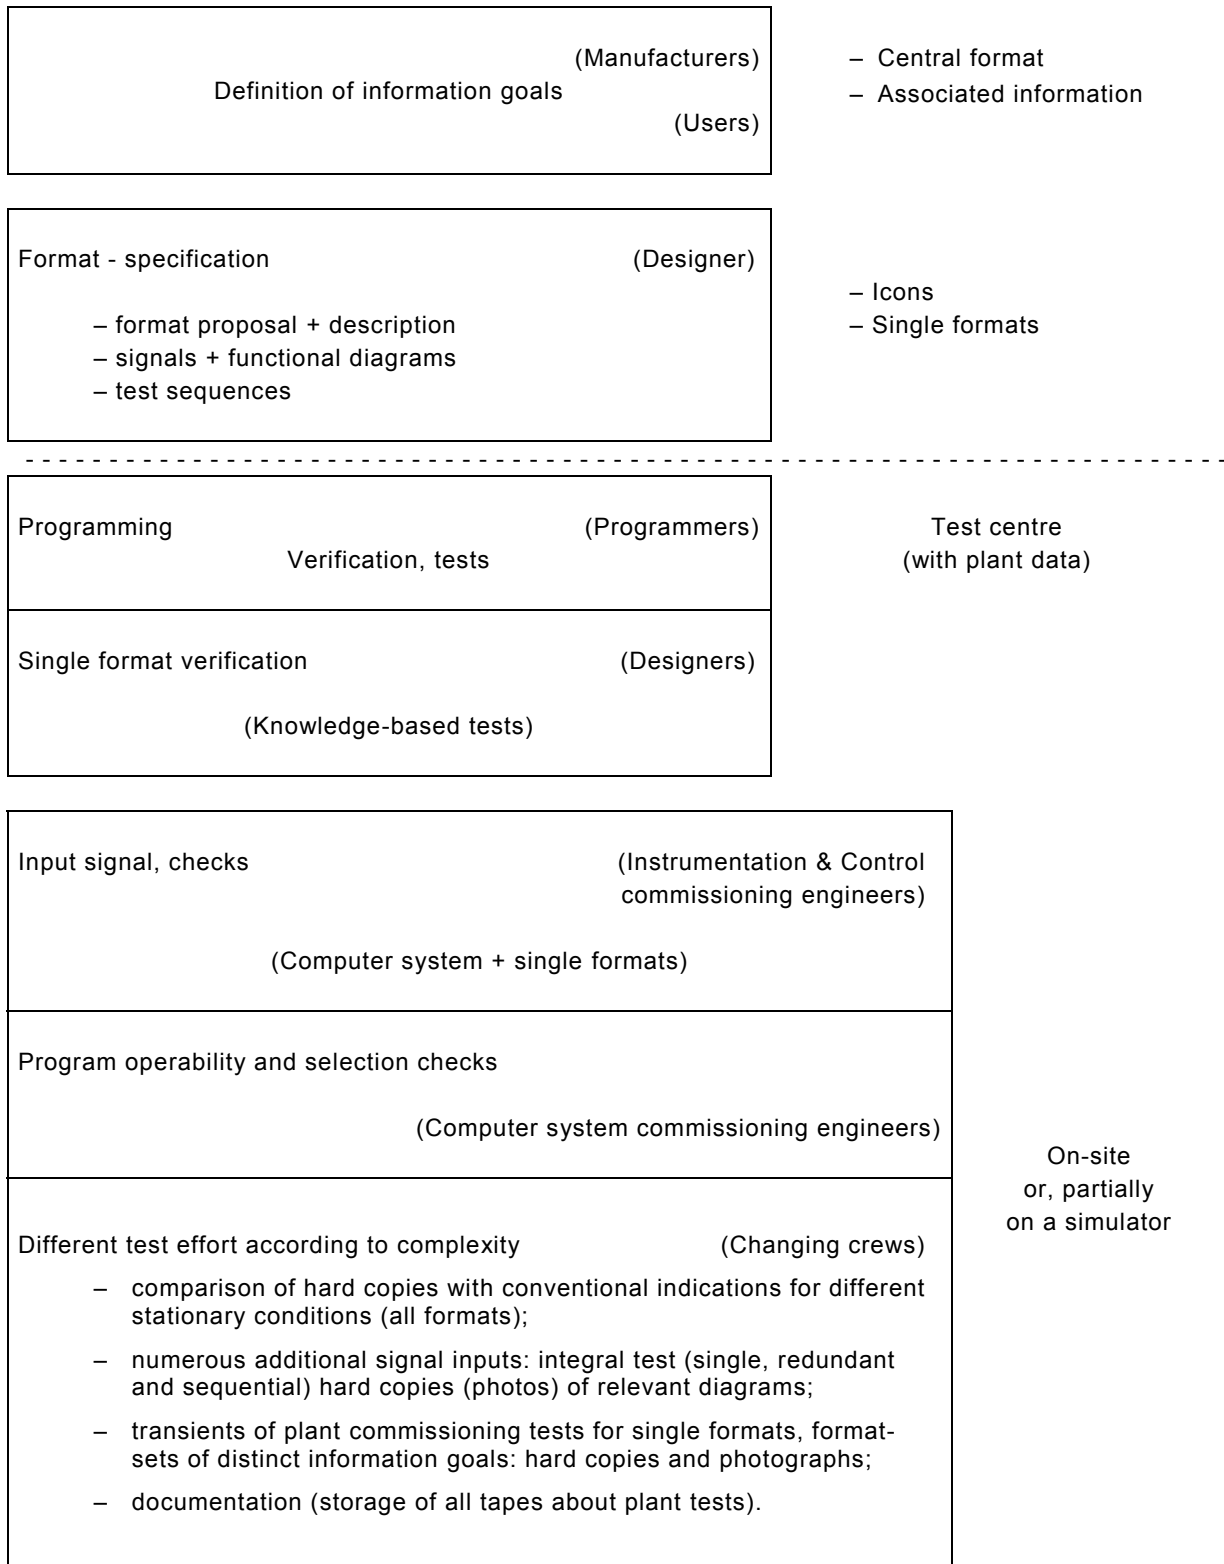 (Manufacturers)
Definition of information goals
(Users)
– Central format
– Associated information
Format - specification (Designer)
– format proposal + description
– signals + functional diagrams
– test sequences
– Icons
– Single formats
Programming (Programmers)
Verification, tests
Test centre
(with plant data)
Single format verification (Designers)
(Knowledge-based tests)
Input signal, checks (Instrumentation & Control
commissioning engineers)
(Computer system + single formats)
Program operability and selection checks
(Computer system commissioning engineers)
On-site
or, partially
on a simulator
Different test effort according to complexity (Changing crews)
– comparison of hard copies with conventional indications for different
stationary conditions (all formats);
– numerous additional signal inputs: integral test (single, redundant
and sequential) hard copies (photos) of relevant diagrams;
– transients of plant commissioning tests for single formats, format-
sets of distinct information goals: hard copies and photographs;
– documentation (storage of all tapes about plant tests).